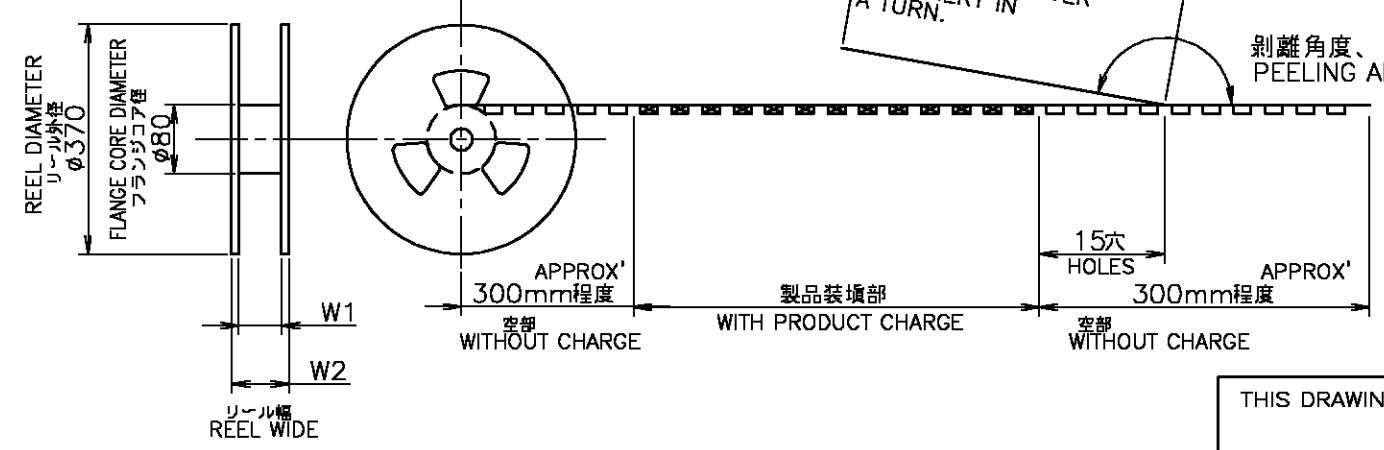 A TURN.
剝離角度、
PEELING
REEL DIAMETER
リール外径
φ370
FLANGE CORE DIAMETER
フランジコア径
φ80
15穴
HOLES
APPROX'
300mm程度
製品装塡部
WITH PRODUCT CHARGE
APPROX'
300mm程度
空部
WITHOUT CHARGE
空部
WITHOUT CHARGE
W1
W2
リール幅
REEL WIDE
THIS